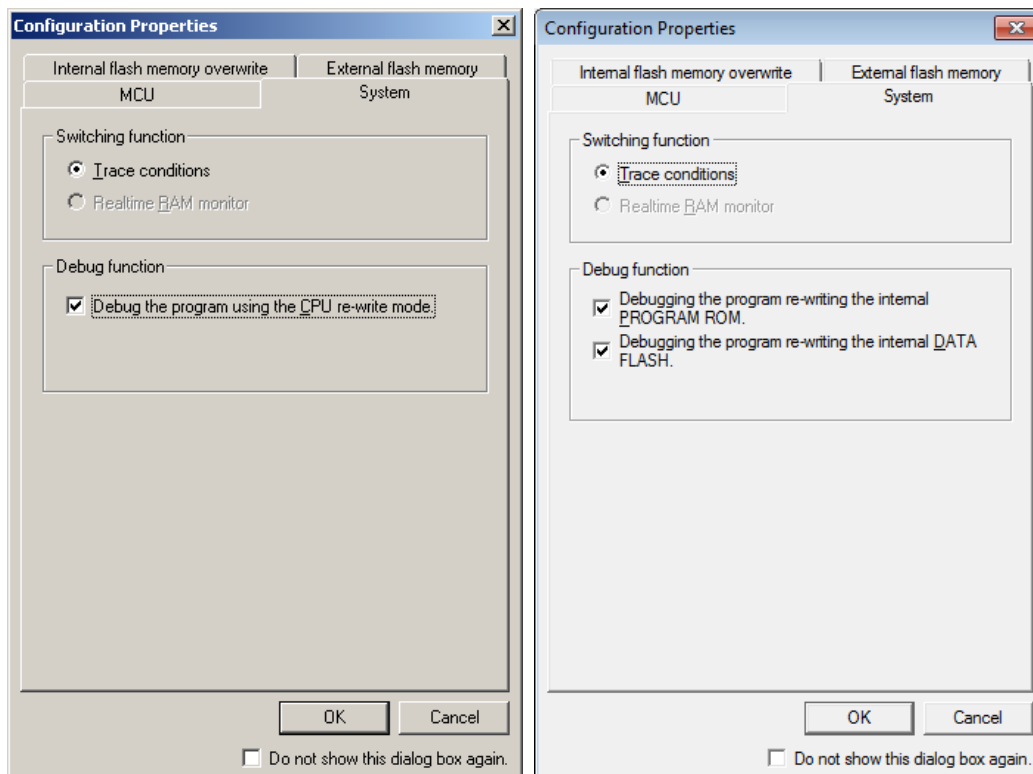 Configuration Properties
Internal flash memory overwrite
External flash memory
MCU
System
Switching function
Trace conditions
Realtime RAM monitor
Debug function
Debug the program using the CPU re-write mode.
OK
Cancel
Do not show this dialog box again.
Configuration Properties
Internal flash memory overwrite
External flash memory
MCU
System
Switching function
Trace conditions
Realtime RAM monitor
Debug function
Debugging the program re-writing the internal
PROGRAM ROM.
Debugging the program re-writing the internal DATA
FLASH.
OK
Cancel
Do not show this dialog box again.